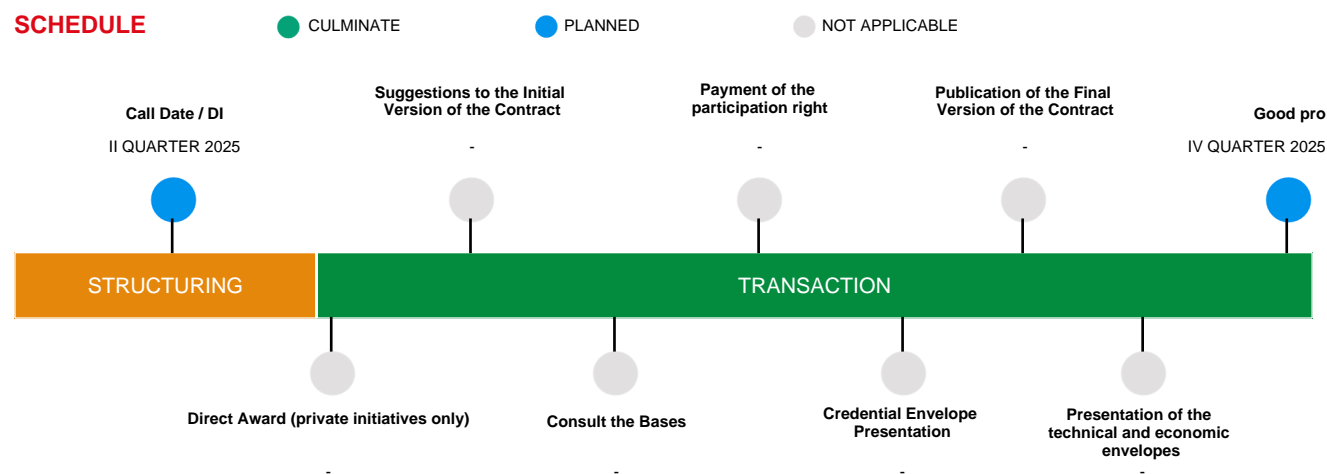 SCHEDULE
CULMINATE
PLANNED
NOT APPLICABLE
Call Date / DI
II QUARTER 2025
Suggestions to the Initial
Version of the Contract
-
Payment of the
participation right
-
Publication of the Final
Version of the Contract
-
Good pro
IV QUARTER 2025
STRUCTURING
TRANSACTION
Direct Award (private initiatives only)
-
Consult the Bases
-
Credential Envelope
Presentation
-
Presentation of the
technical and economic
envelopes
-